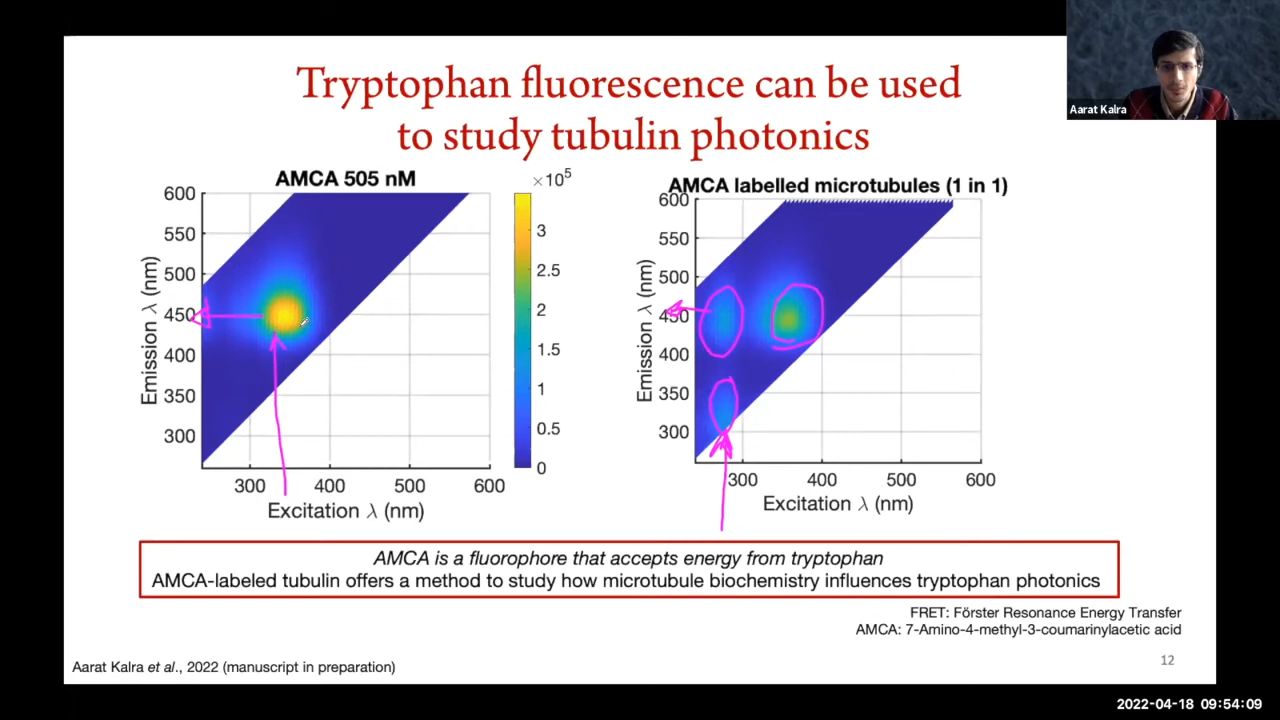 Aarat Kalra
Tryptophan fluorescence can be used
to study tubulin photonics
AMCA 505 nM
×10⁵
600
550
500
450
400
350
300
Emission λ (nm)
300 400 500 600
Excitation λ (nm)
3
2.5
2
1.5
1
0.5
0
AMCA labelled microtubules (1 in 1)
600
550
500
450
400
350
300
Emission λ (nm)
300 400 500 600
Excitation λ (nm)
AMCA is a fluorophore that accepts energy from tryptophan
AMCA-labeled tubulin offers a method to study how microtubule biochemistry influences tryptophan photonics
FRET: Förster Resonance Energy Transfer
AMCA: 7-Amino-4-methyl-3-coumarinylacetic acid
Aarat Kalra et al., 2022 (manuscript in preparation)
12
2022-04-18 09:54:09